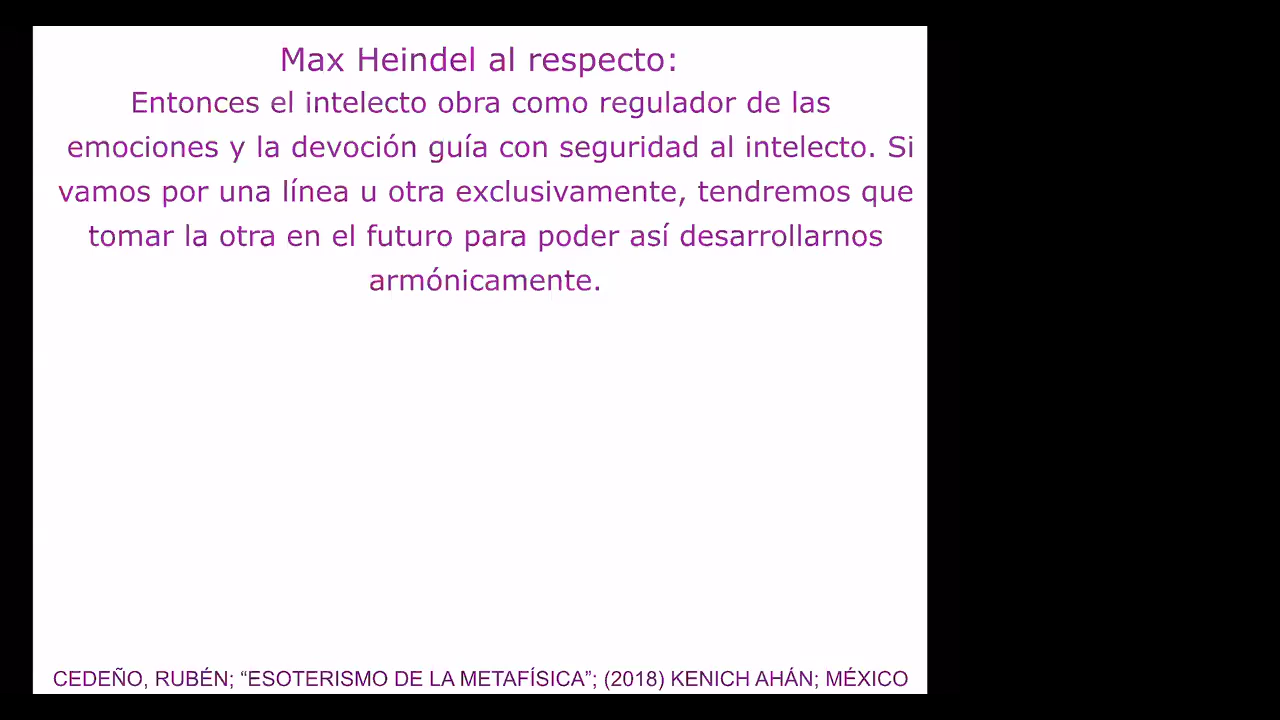 Max Heindel al respecto:
Entonces el intelecto obra como regulador de las
emociones y la devoción guía con seguridad al intelecto. Si
vamos por una línea u otra exclusivamente, tendremos que
tomar la otra en el futuro para poder así desarrollarnos
armónicamente.
CEDEÑO, RUBÉN; “ESOTERISMO DE LA METAFÍSICA”; (2018) KENICH AHÁN; MÉXICO